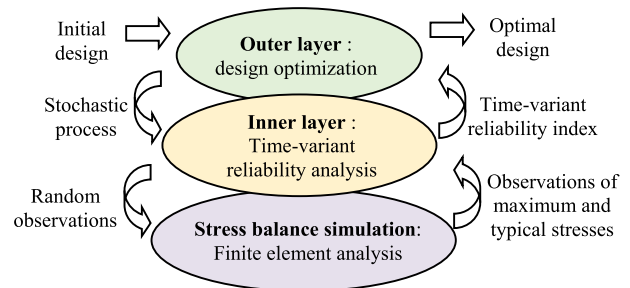 Initial
design
Outer layer :
design optimization
Optimal
design
Stochastic
process
Inner layer :
Time-variant
reliability analysis
Time-variant
reliability index
Random
observations
Stress balance simulation:
Finite element analysis
Observations of
maximum and
typical stresses